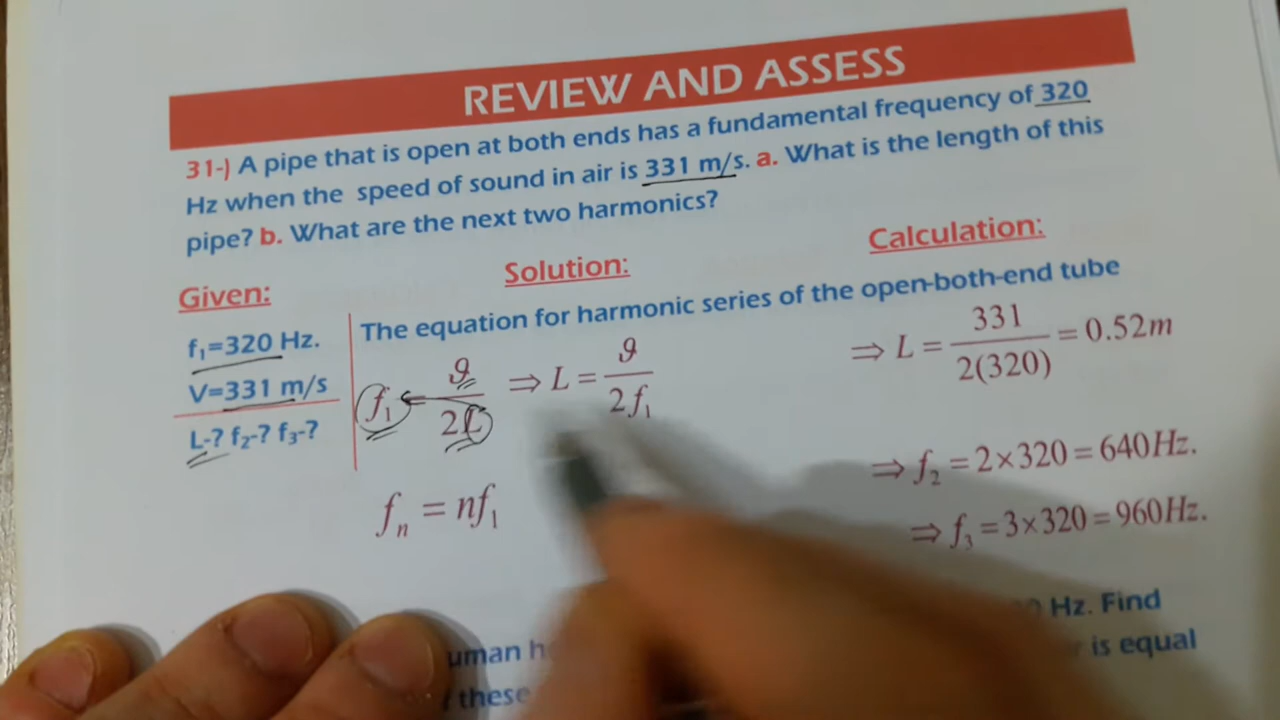 REVIEW AND ASSESS
31-) A pipe that is open at both ends has a fundamental frequency of 320
Hz when the speed of sound in air is 331 m/s. a. What is the length of this
pipe? b. What are the next two harmonics?
Given:
Solution:
Calculation:
f₁=320 Hz.
V=331 m/s
L-? f₂-? f₃-?
The equation for harmonic series of the open-both-end tube
f₁ = ϑ / 2L ⇒ L = ϑ / 2f₁
⇒ L = 331 / 2(320) = 0.52m
fₙ = nf₁
⇒ f₂ = 2×320 = 640Hz.
⇒ f₃ = 3×320 = 960Hz.
Hz. Find
is equal
these